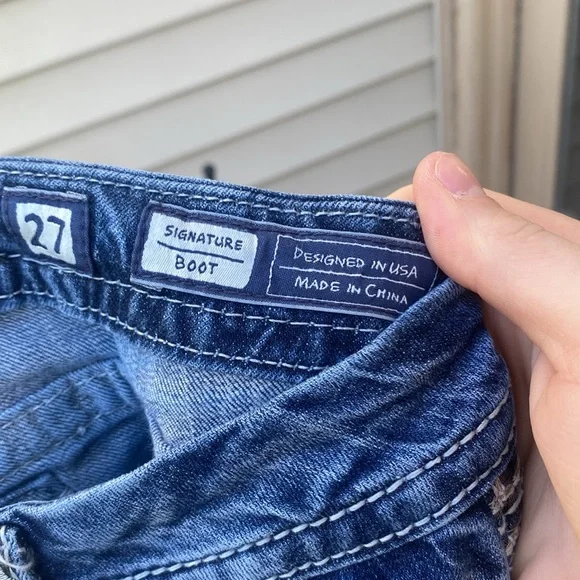 27
SIGNATURE
BOOT
DESIGNED IN USA
MADE IN CHINA